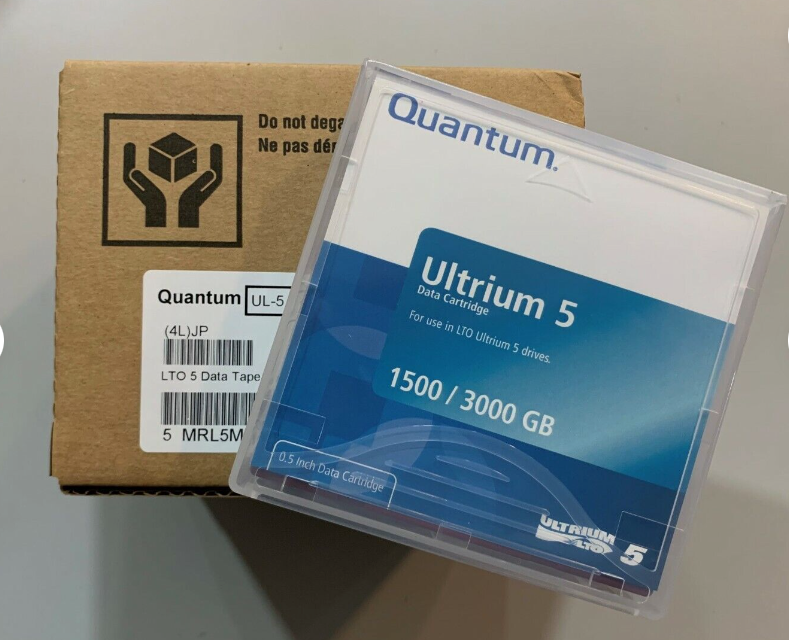 Do not dega
Ne pas dé
Quantum UL-5
(4L)JP
LTO 5 Data Tape
5 MRL5M
Quantum.
Ultrium 5
Data Cartridge
For use in LTO Ultrium 5 drives.
1500 / 3000 GB
0.5 Inch Data Cartridge
ULTRIUM
LTO 5